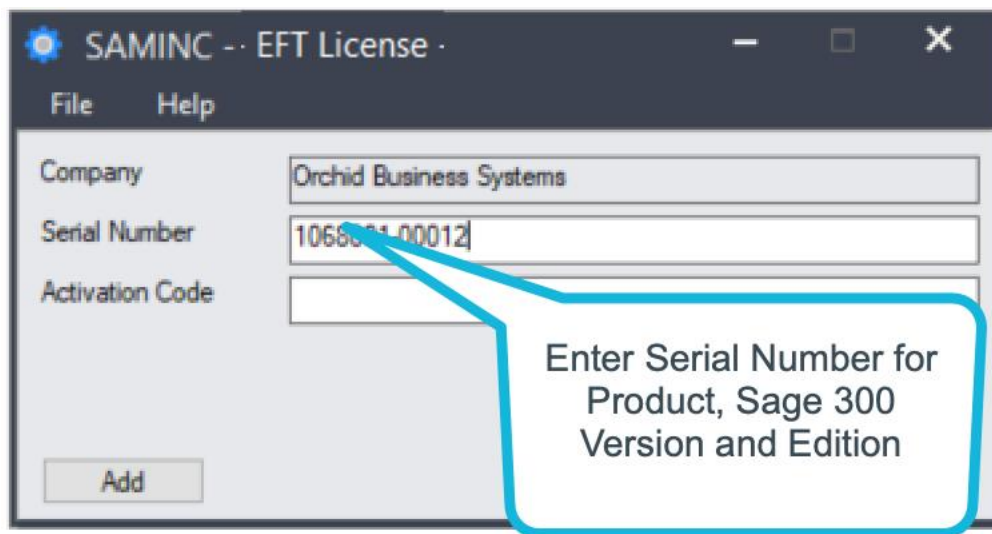 SAMINC -· EFT License ·
File Help
Company
Orchid Business Systems
Serial Number
00012
Activation Code
Enter Serial Number for
Product, Sage 300
Version and Edition
Add